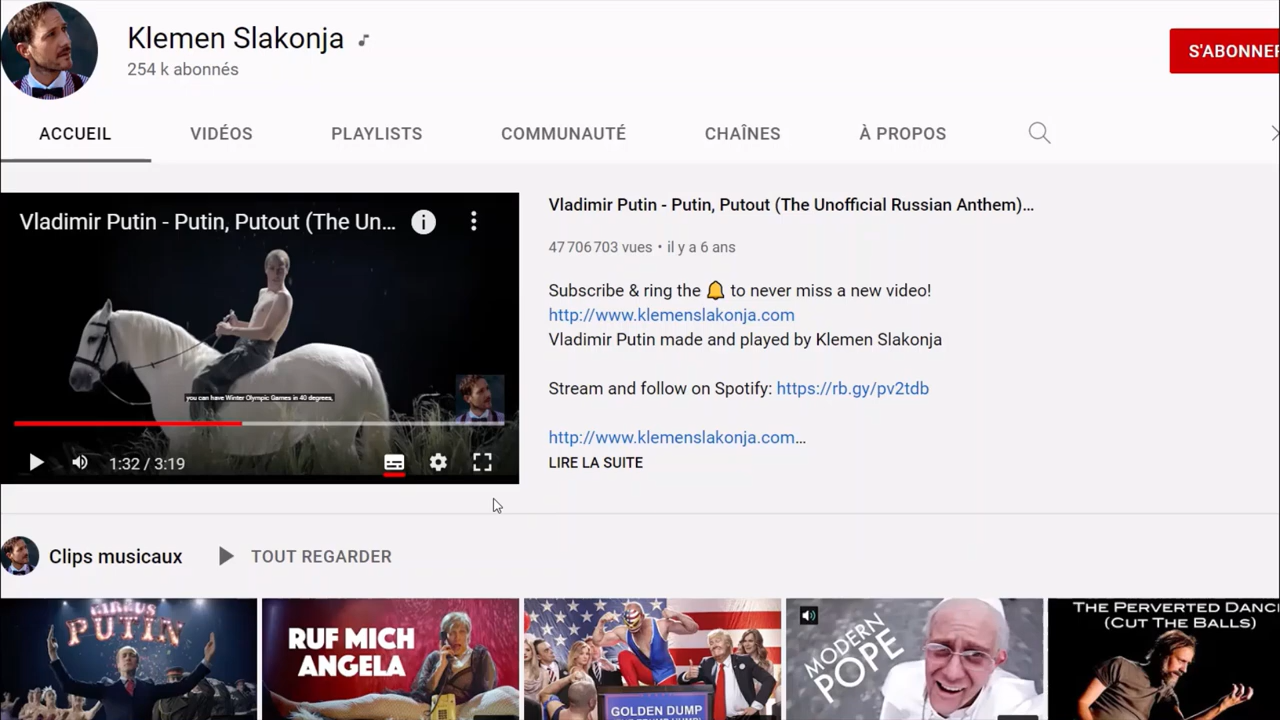 Klemen Slakonja
254 k abonnés
S'ABONNER
ACCUEIL
VIDÉOS
PLAYLISTS
COMMUNAUTÉ
CHAÎNES
À PROPOS
Vladimir Putin - Putin, Putout (The Un...
you can have Winter Olympic Games in 40 degrees,
1:32 / 3:19
Vladimir Putin - Putin, Putout (The Unofficial Russian Anthem)...
47 706 703 vues • il y a 6 ans
Subscribe & ring the 🔔 to never miss a new video!
http://www.klemenslakonja.com
Vladimir Putin made and played by Klemen Slakonja
Stream and follow on Spotify: https://rb.gy/pv2tdb
http://www.klemenslakonja.com...
LIRE LA SUITE
Clips musicaux
TOUT REGARDER
CIRCUS
PUTIN
RUF MICH
ANGELA
GOLDEN DUMP
MODERN
POPE
THE PERVERTED DANC
(CUT THE BALLS)